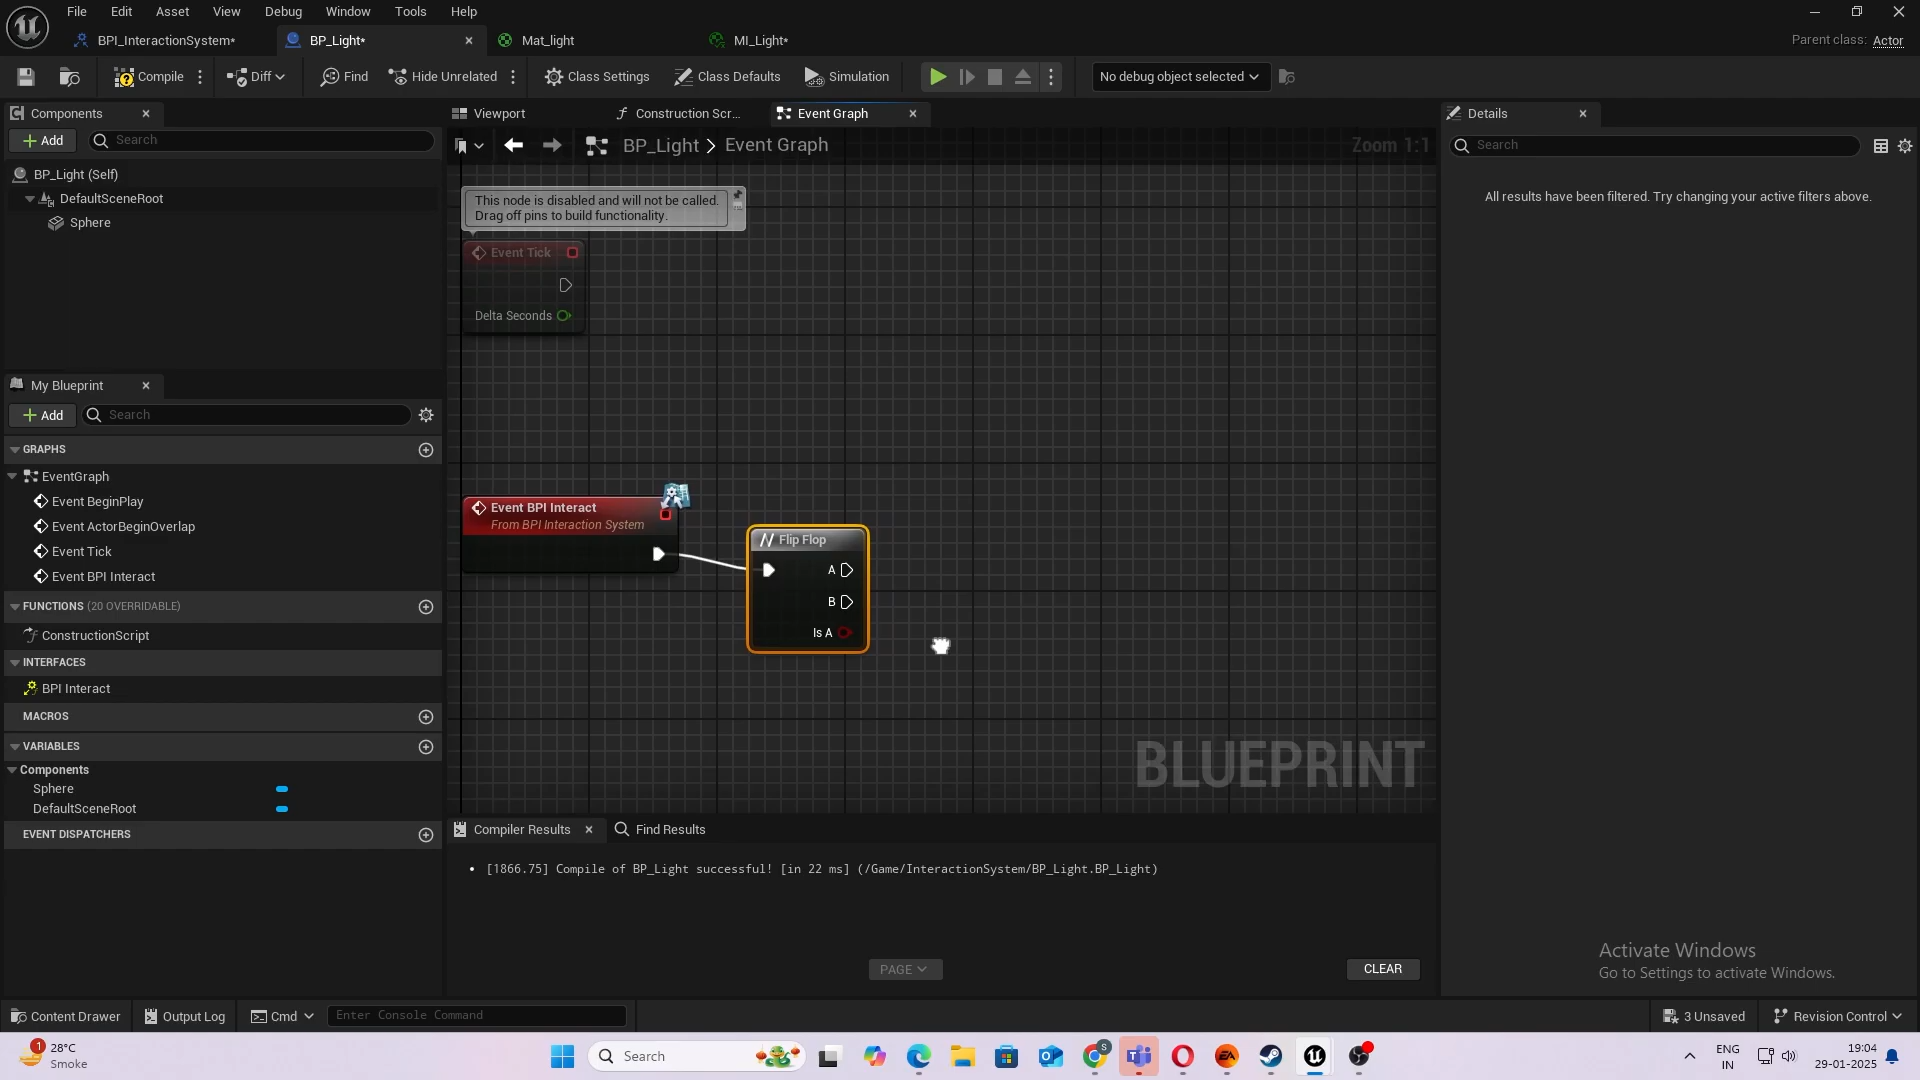 File Edit Asset View Debug Window Tools Help
BPI_InteractionSystem* BP_Light* Mat_light MI_Light* Parent class: Actor
Compile Diff Find Hide Unrelated Class Settings Class Defaults Simulation No debug object selected
Components
Add Search
BP_Light (Self)
DefaultSceneRoot
Sphere
My Blueprint
Add Search
GRAPHS
EventGraph
Event BeginPlay
Event ActorBeginOverlap
Event Tick
Event BPI Interact
FUNCTIONS (20 OVERRIDABLE)
ConstructionScript
INTERFACES
BPI Interact
MACROS
VARIABLES
Components
Sphere
DefaultSceneRoot
EVENT DISPATCHERS
Viewport Construction Scr... Event Graph
BP_Light > Event Graph Zoom 1:1
This node is disabled and will not be called.
Drag off pins to build functionality.
Event Tick
Delta Seconds
Event BPI Interact
From BPI Interaction System
Flip Flop
A
B
Is A
BLUEPRINT
Compiler Results Find Results
[1866.75] Compile of BP_Light successful! [in 22 ms] (/Game/InteractionSystem/BP_Light.BP_Light)
PAGE CLEAR
Details
Search
All results have been filtered. Try changing your active filters above.
Activate Windows
Go to Settings to activate Windows.
Content Drawer Output Log Cmd Enter Console Command 3 Unsaved Revision Control
1 28°C
Smoke
Search
S
ENG
IN
19:04
29-01-2025